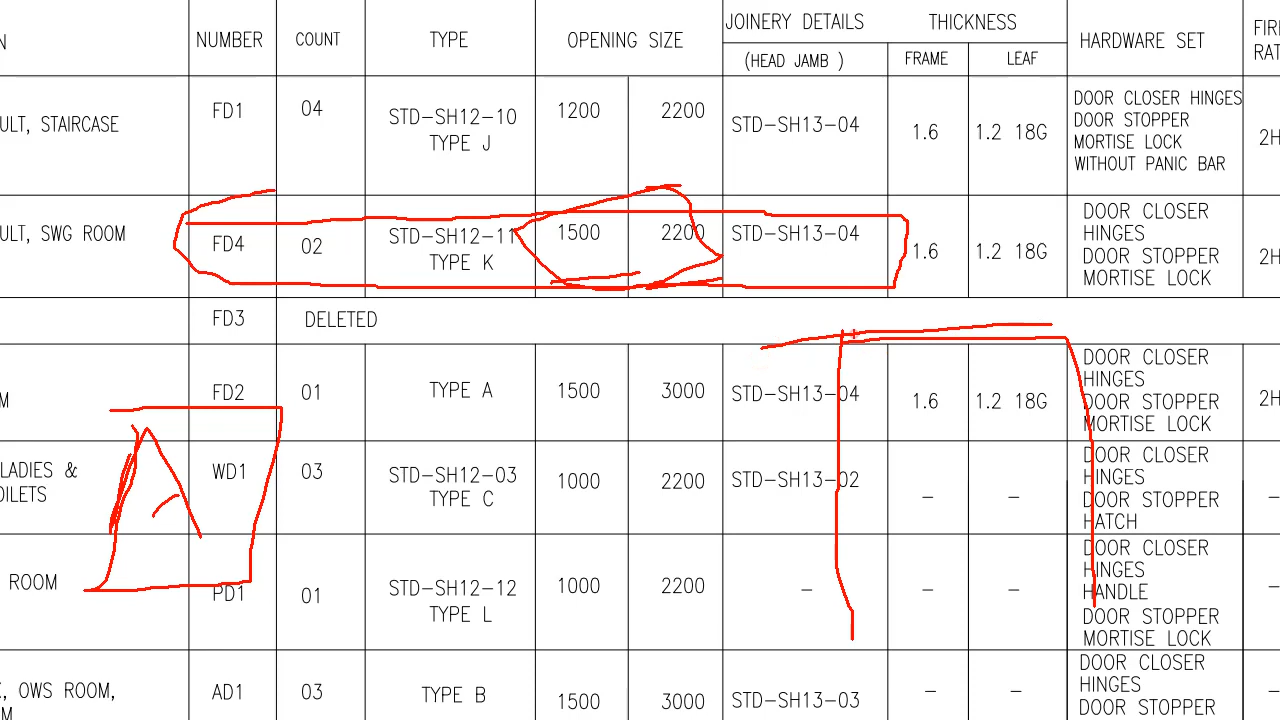 N NUMBER COUNT TYPE OPENING SIZE JOINERY DETAILS THICKNESS HARDWARE SET FIRE
(HEAD JAMB ) FRAME LEAF RAT
ULT, STAIRCASE FD1 04 STD-SH12-10 1200 2200 STD-SH13-04 1.6 1.2 18G DOOR CLOSER HINGES 2H
TYPE J DOOR STOPPER
MORTISE LOCK
WITHOUT PANIC BAR
ULT, SWG ROOM FD4 02 STD-SH12-11 1500 2200 STD-SH13-04 1.6 1.2 18G DOOR CLOSER 2H
TYPE K HINGES
DOOR STOPPER
MORTISE LOCK
FD3 DELETED
M FD2 01 TYPE A 1500 3000 STD-SH13-04 1.6 1.2 18G DOOR CLOSER 2H
HINGES
DOOR STOPPER
MORTISE LOCK
LADIES & WD1 03 STD-SH12-03 1000 2200 STD-SH13-02 – – DOOR CLOSER –
OILETS TYPE C HINGES
DOOR STOPPER
HATCH
ROOM PD1 01 STD-SH12-12 1000 2200 – – – DOOR CLOSER –
TYPE L HINGES
HANDLE
DOOR STOPPER
MORTISE LOCK
, OWS ROOM, AD1 03 TYPE B 1500 3000 STD-SH13-03 – – DOOR CLOSER
M HINGES
DOOR STOPPER